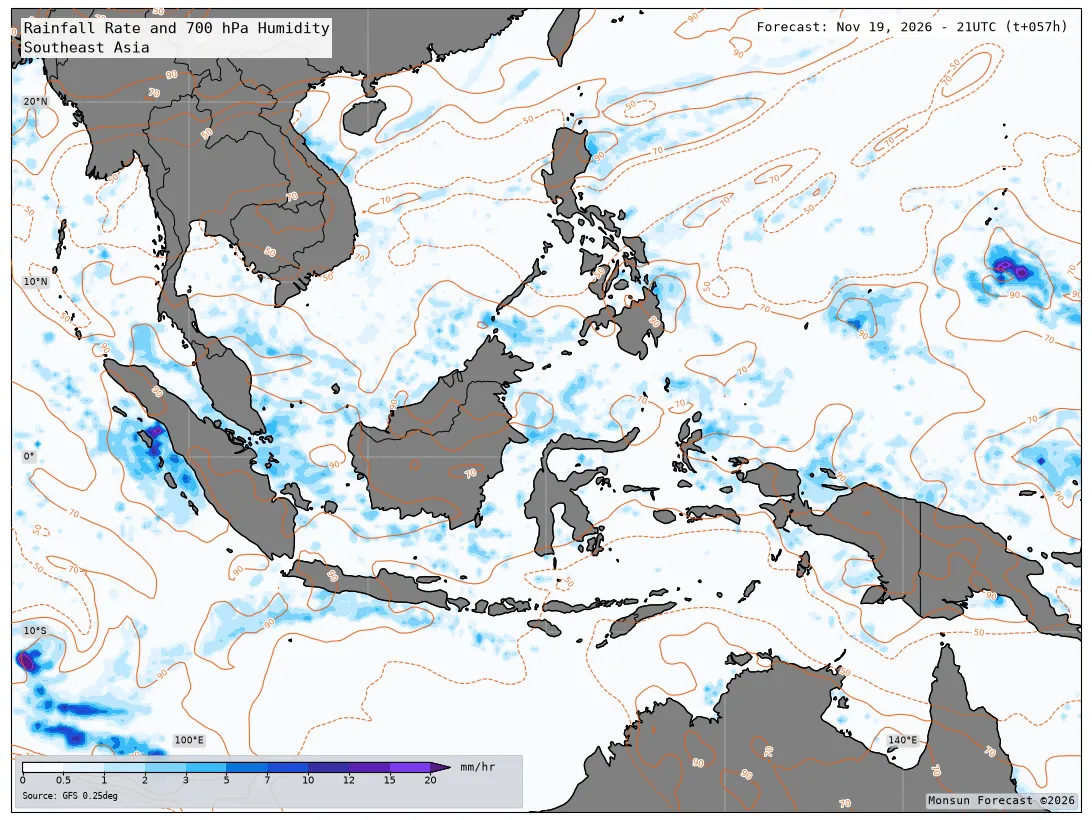 Rainfall Rate and 700 hPa Humidity
Southeast Asia
Forecast: Nov 19, 2026 - 21UTC (t+057h)
20°N
10°N
0°
10°S
100°E
140°E
0 0.5 1 2 3 5 7 10 12 15 20 mm/hr
Source: GFS 0.25deg
Monsun Forecast ©2026